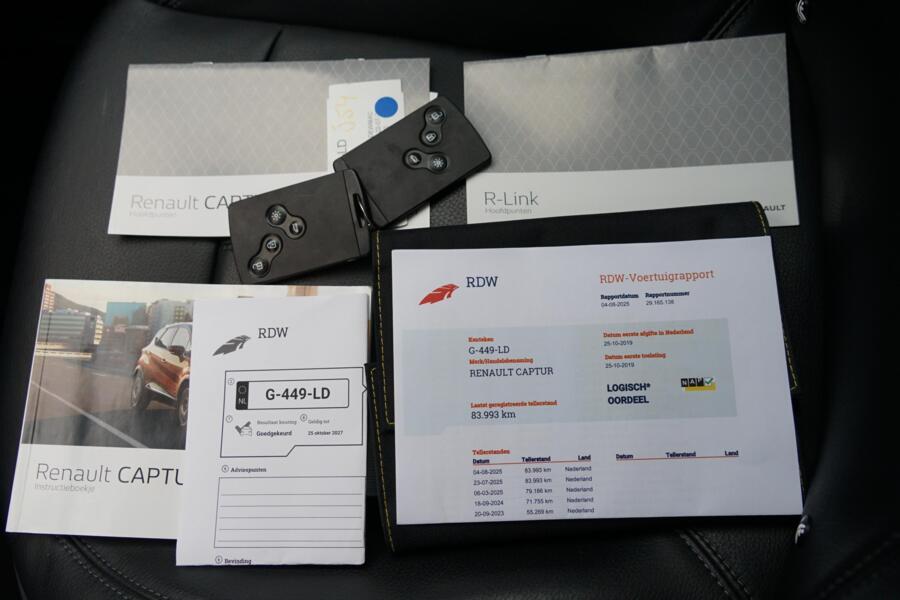 Renault CAPTU
Hoofdpunten
554
LD
R-Link
Hoofdpunten
AULT
Renault CAPTU
Instructieboekje
RDW
NL
G-449-LD
Resultaat keuring
Goedgekeurd
Geldig tot
25 oktober 2027
Adviespunten
Bevinding
RDW
RDW-Voertuigrapport
Rapportdatum Rapportnummer
04-08-2025 29.165.138
Kenteken
G-449-LD
Merk/Handelsbenaming
RENAULT CAPTUR
Laatst geregistreerde tellerstand
83.993 km
Datum eerste afgifte in Nederland
25-10-2019
Datum eerste toelating
25-10-2019
LOGISCH*
OORDEEL
NAP
Tellerstanden
Datum Tellerstand Land Datum Tellerstand Land
04-08-2025 83.993 km Nederland
23-07-2025 83.993 km Nederland
06-03-2025 79.186 km Nederland
18-09-2024 71.755 km Nederland
20-09-2023 55.269 km Nederland